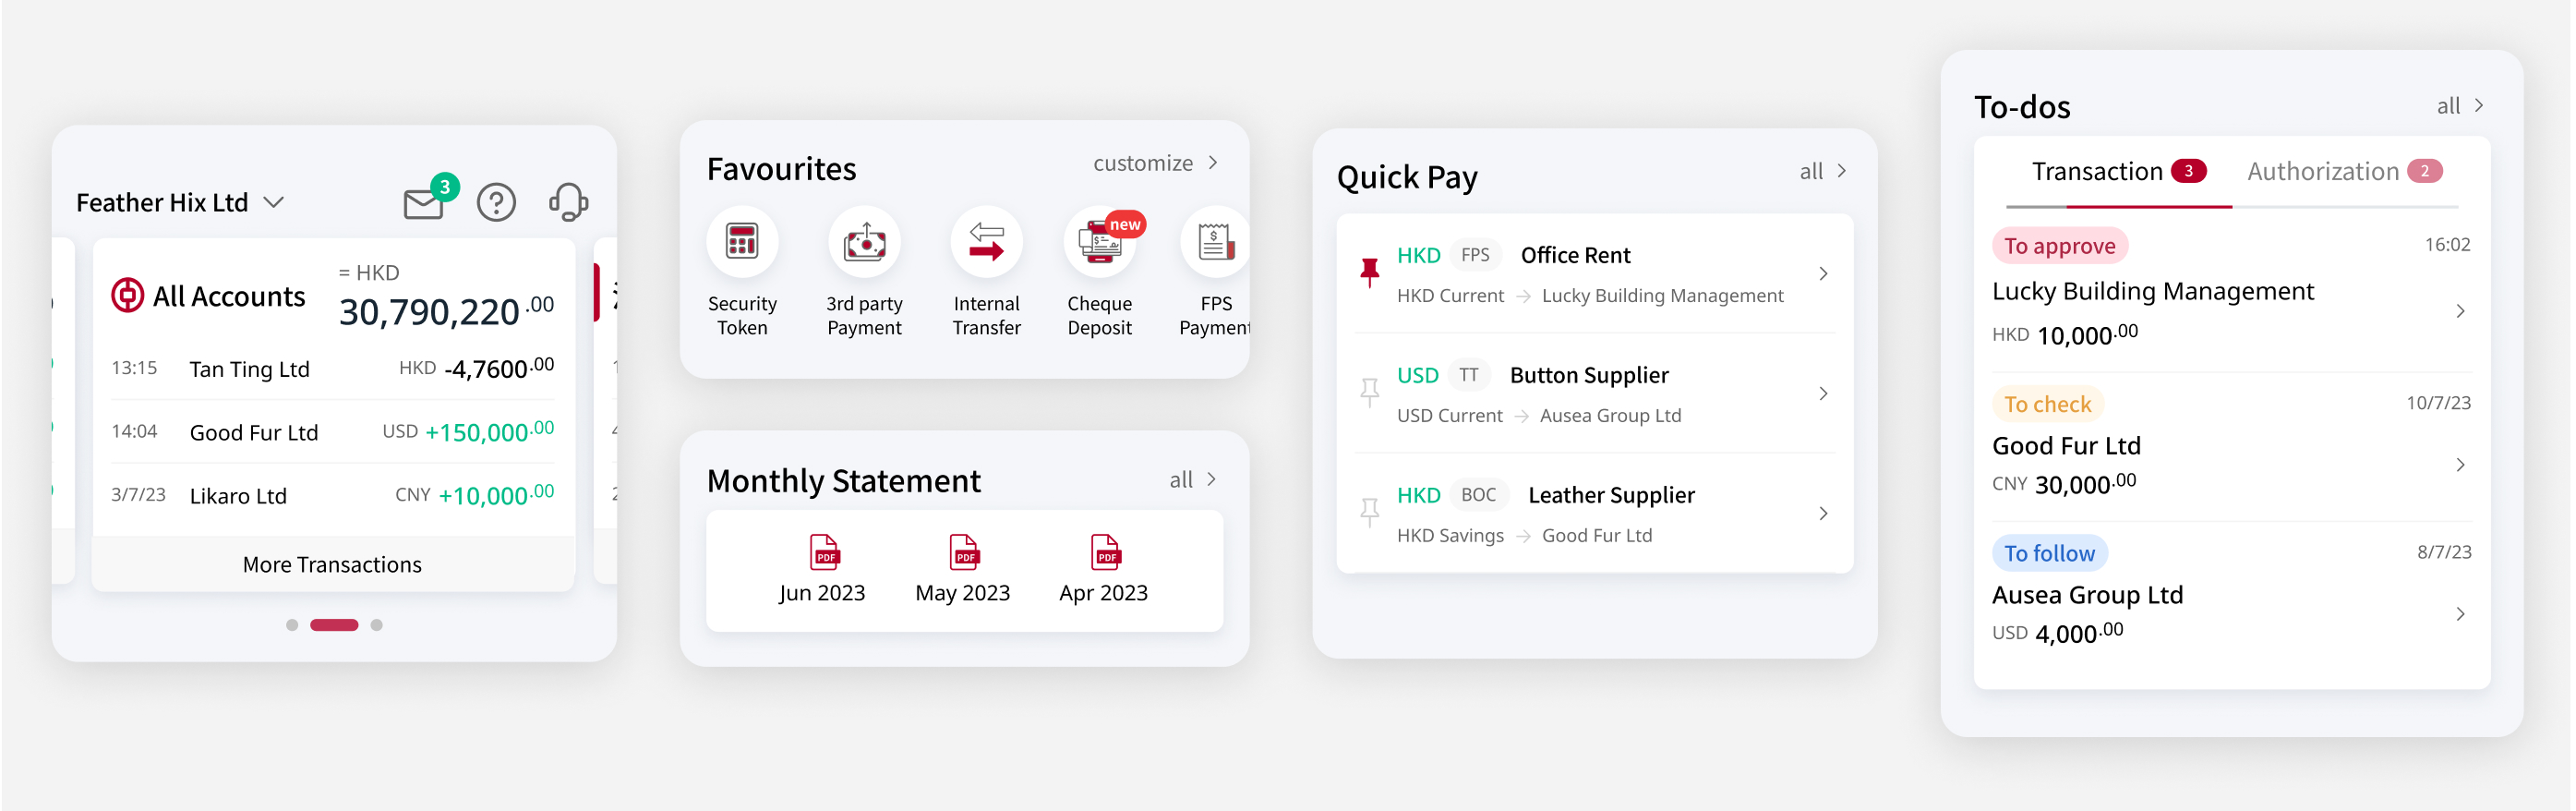 Feather Hix Ltd
3
All Accounts
= HKD
30,790,220.00
13:15 Tan Ting Ltd HKD -4,7600.00
14:04 Good Fur Ltd USD +150,000.00
3/7/23 Likaro Ltd CNY +10,000.00
More Transactions
Favourites
customize
new
Security
Token
3rd party
Payment
Internal
Transfer
Cheque
Deposit
FPS
Payment
Monthly Statement
all
PDF PDF PDF
Jun 2023 May 2023 Apr 2023
Quick Pay
all
HKD FPS Office Rent
HKD Current → Lucky Building Management
USD TT Button Supplier
USD Current → Ausea Group Ltd
HKD BOC Leather Supplier
HKD Savings → Good Fur Ltd
To-dos
all
Transaction 3 Authorization 2
To approve 16:02
Lucky Building Management
HKD 10,000.00
To check 10/7/23
Good Fur Ltd
CNY 30,000.00
To follow 8/7/23
Ausea Group Ltd
USD 4,000.00